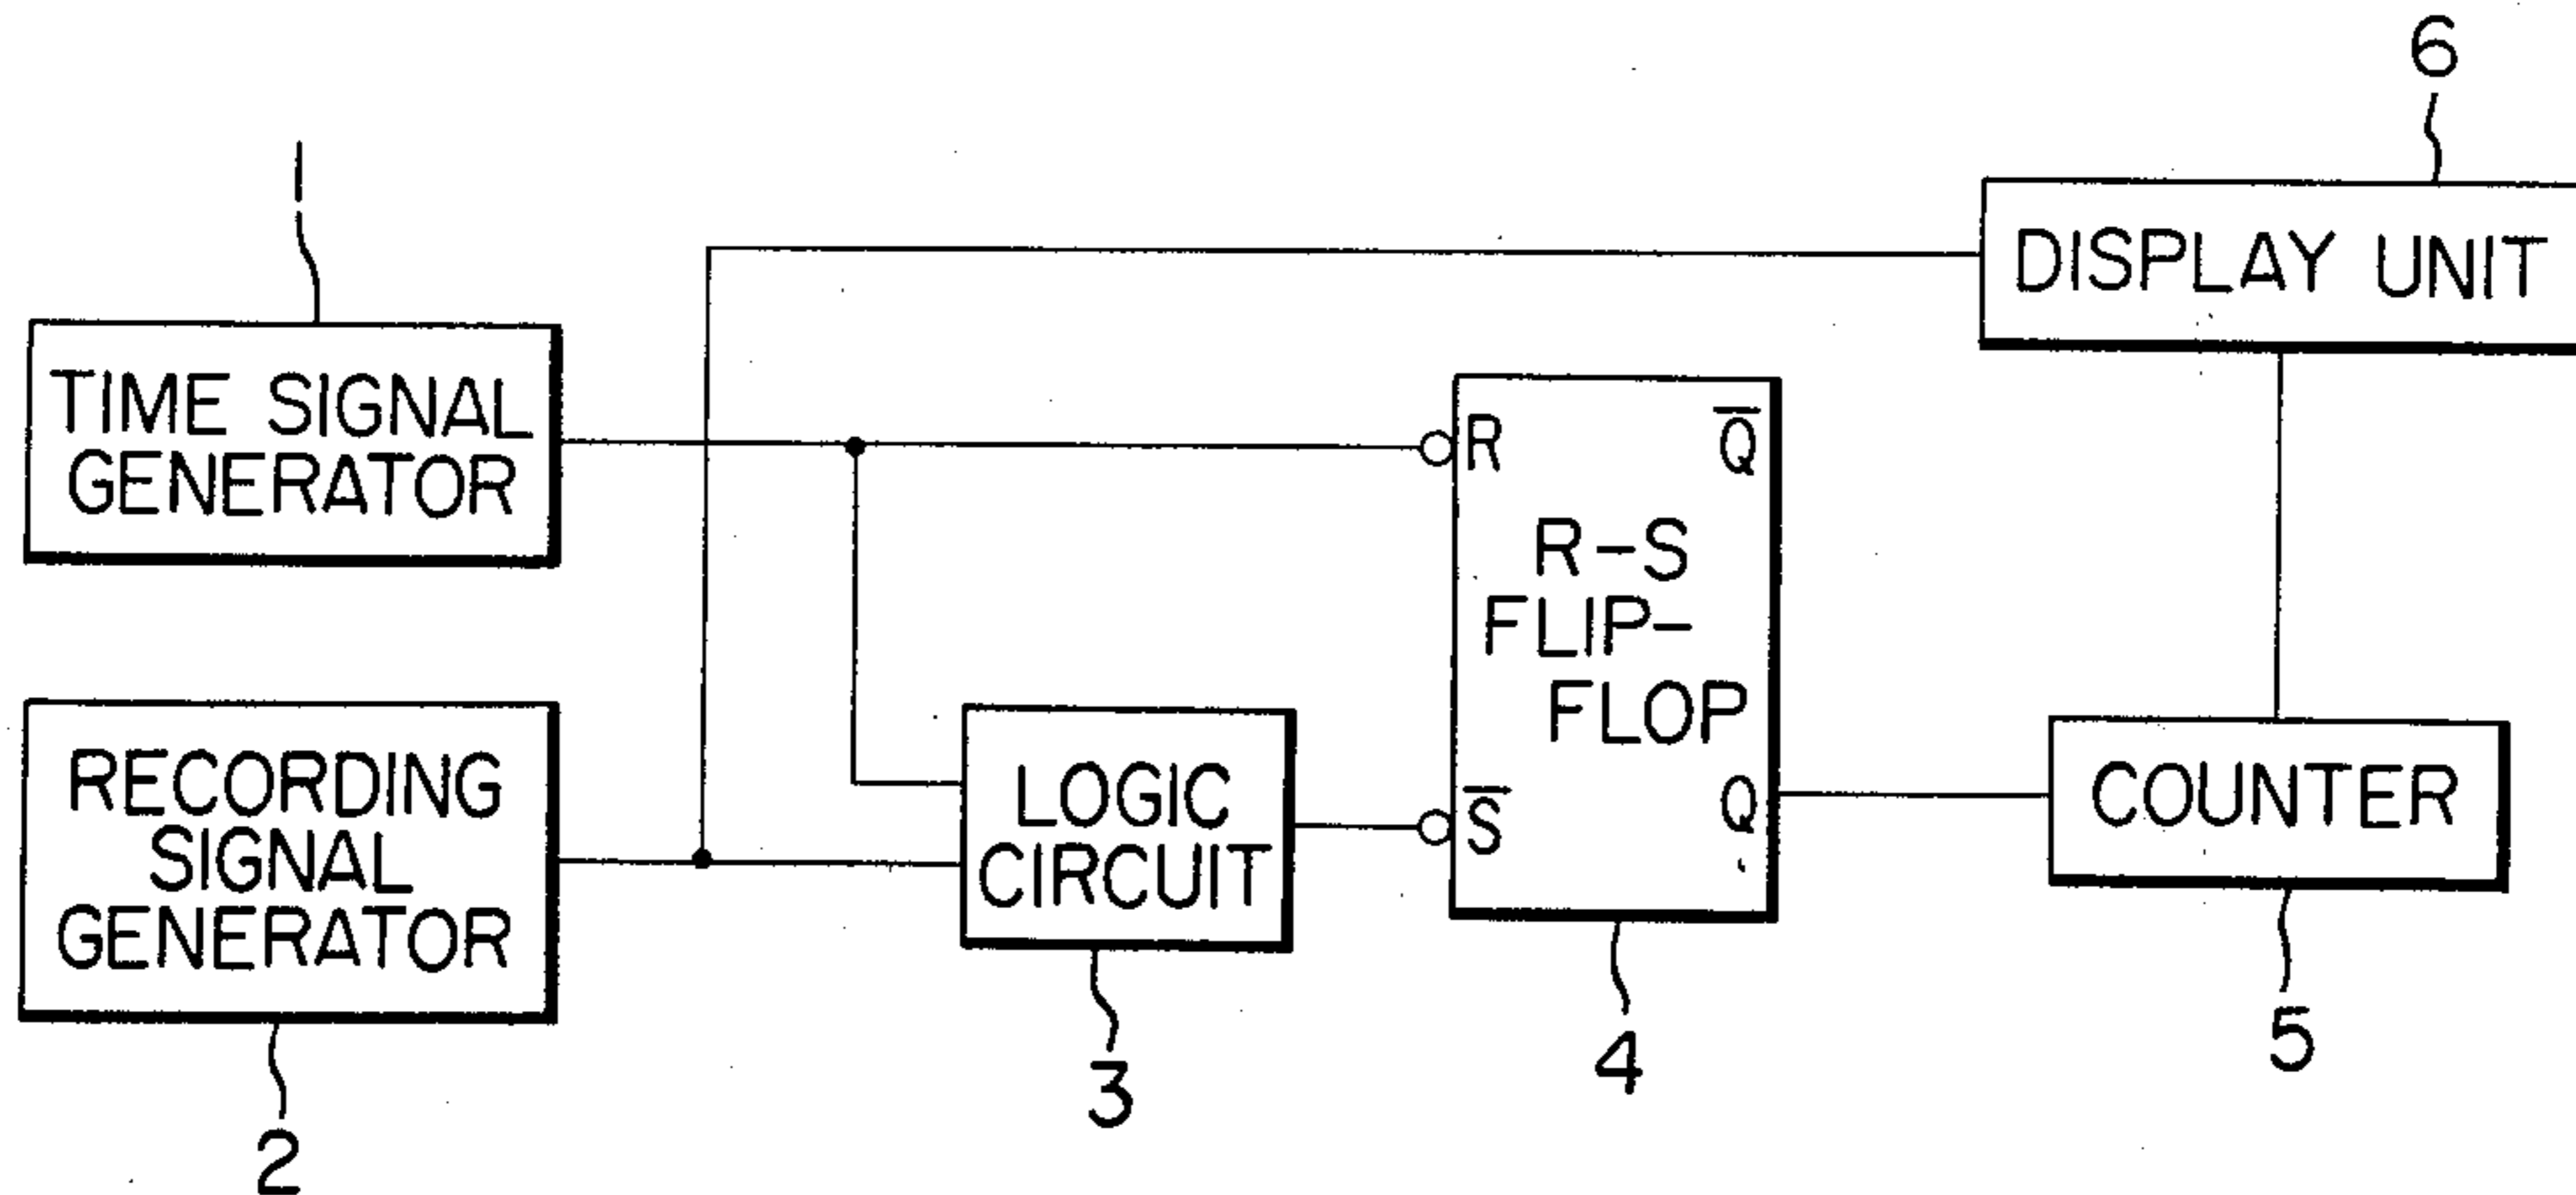 6
1
DISPLAY UNIT
TIME SIGNAL
GENERATOR
R
Q̅
R-S
FLIP-
FLOP
S̅
Q
RECORDING
SIGNAL
GENERATOR
LOGIC
CIRCUIT
COUNTER
2
3
4
5